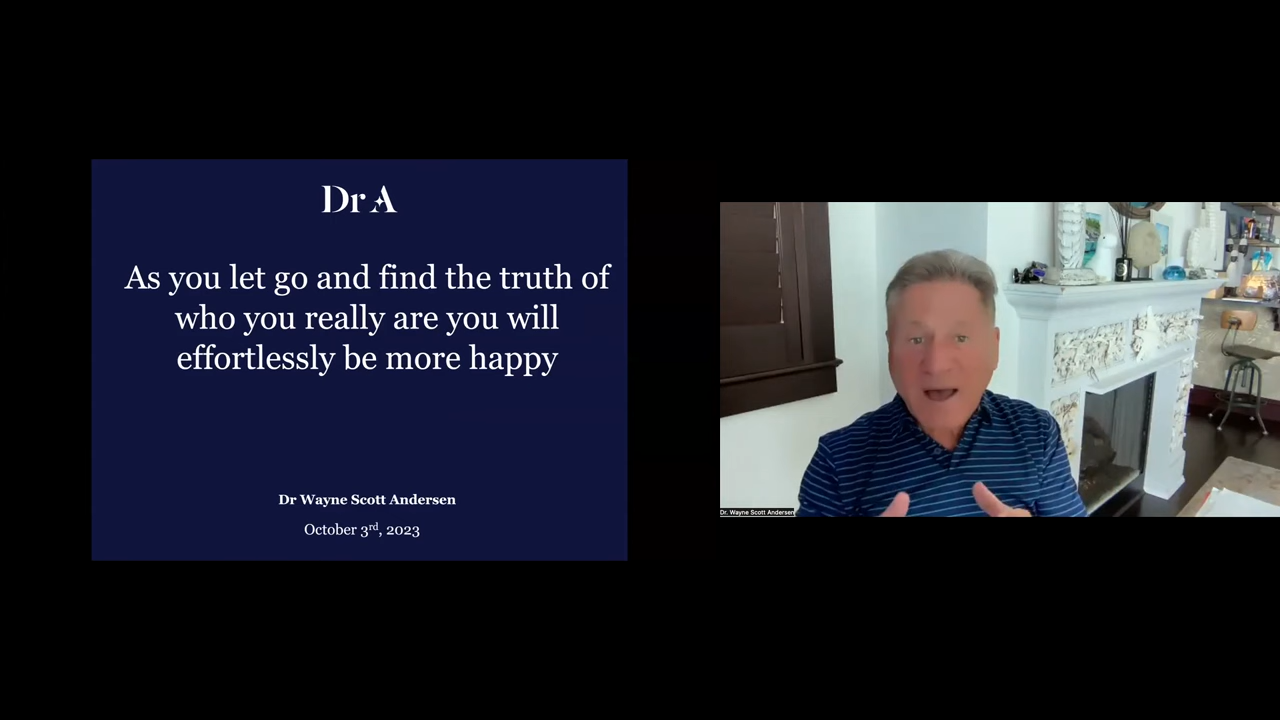 Dr A
As you let go and find the truth of
who you really are you will
effortlessly be more happy
Dr Wayne Scott Andersen
October 3rd, 2023
Dr. Wayne Scott Andersen